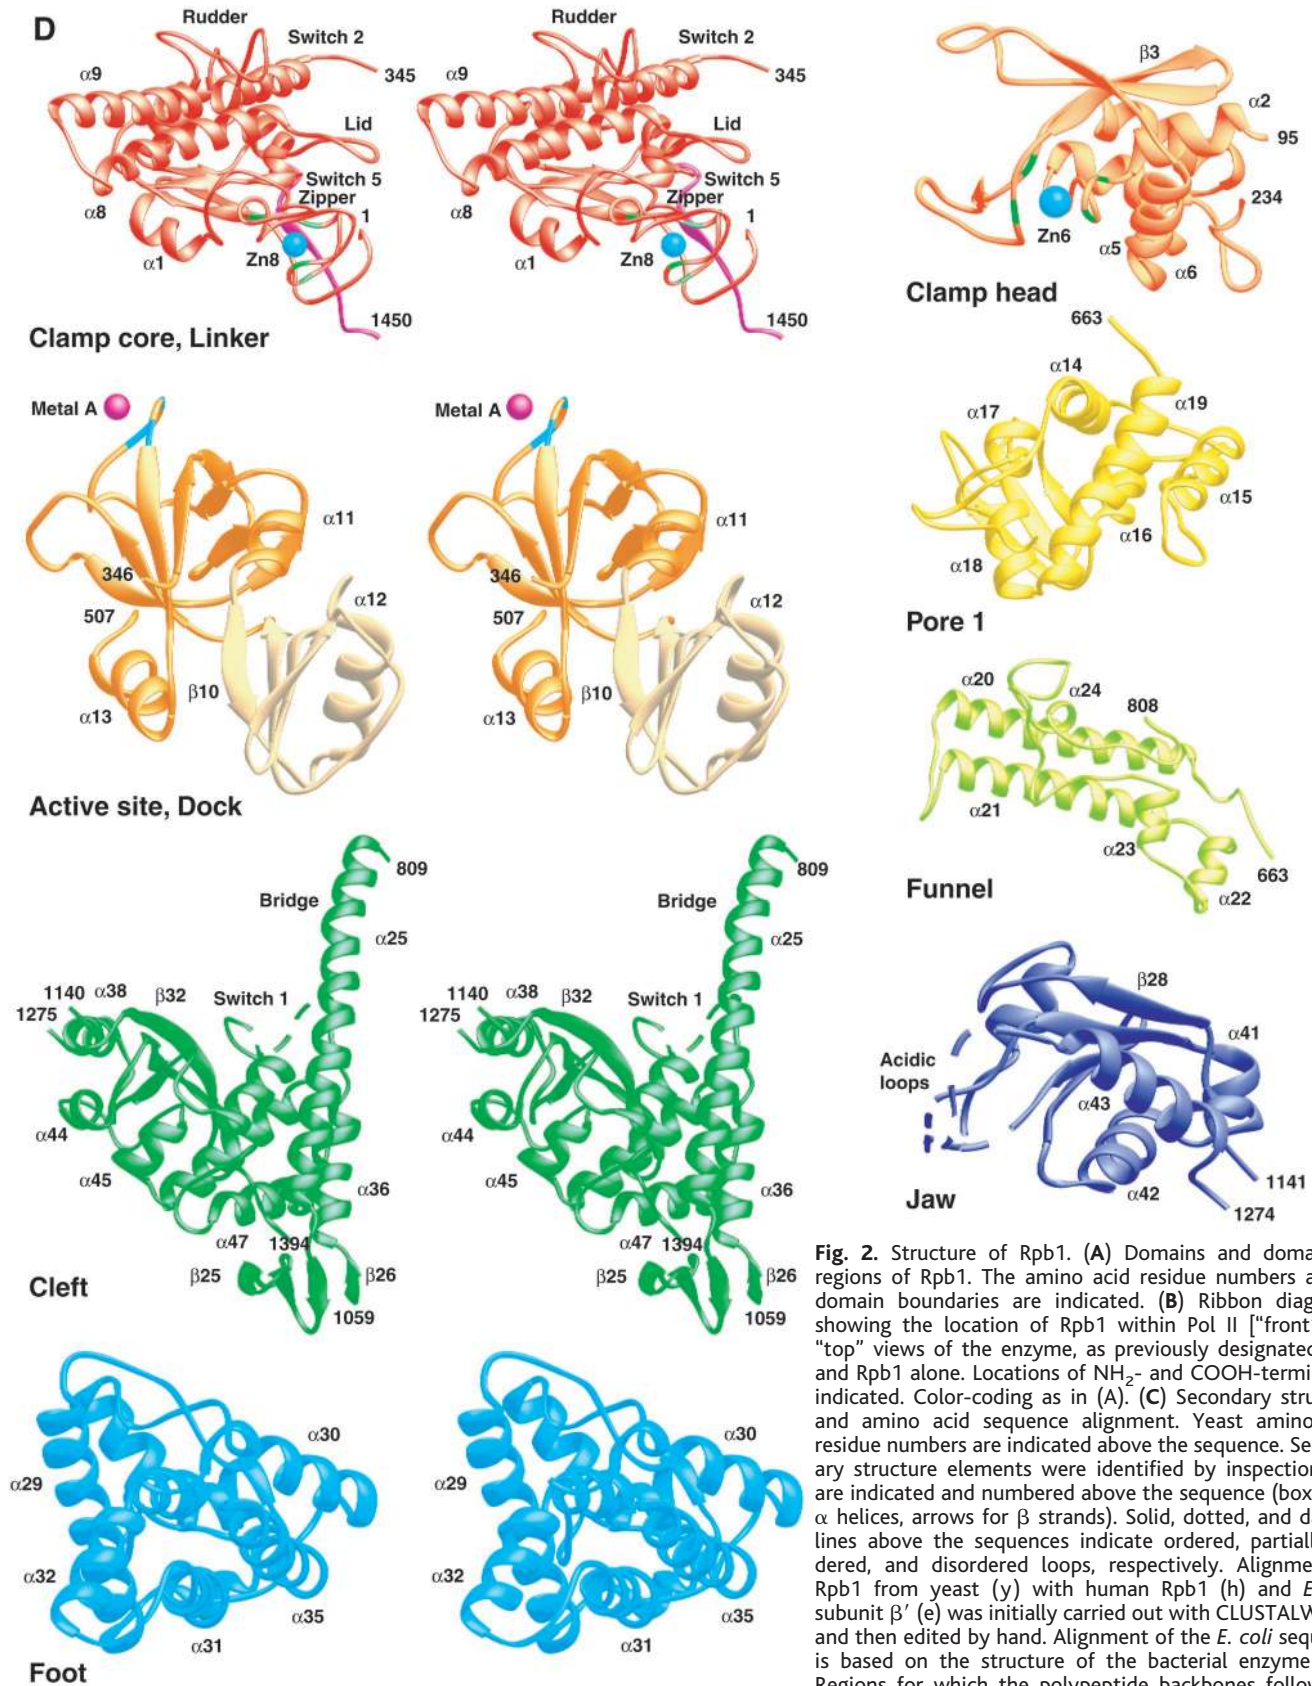 D
Rudder
Switch 2
α9
345
Lid
Switch 5
Zipper
α8
1
α1
Zn8
1450
Clamp core, Linker
Rudder
Switch 2
α9
345
Lid
Switch 5
Zipper
α8
1
α1
Zn8
1450
β3
α2
95
234
Zn6
α5
α6
Clamp head
Metal A
α11
346
507
α12
β10
α13
Active site, Dock
Metal A
α11
346
507
α12
β10
α13
663
α14
α17
α19
α15
α16
α18
Pore 1
α20
α24
808
α21
α23
663
α22
Funnel
809
Bridge
α25
1140
α38
β32
Switch 1
1275
α44
α45
α36
α47
1394
β25
β26
1059
Cleft
809
Bridge
α25
1140
α38
β32
Switch 1
1275
α44
α45
α36
α47
1394
β25
β26
1059
β28
α41
Acidic
loops
α43
α42
1141
1274
Jaw
α30
α29
α32
α35
α31
Foot
α30
α29
α32
α35
α31
Fig. 2. Structure of Rpb1. (A) Domains and doma
regions of Rpb1. The amino acid residue numbers a
domain boundaries are indicated. (B) Ribbon diag
showing the location of Rpb1 within Pol II [“front
“top” views of the enzyme, as previously designated
and Rpb1 alone. Locations of NH2- and COOH-termi
indicated. Color-coding as in (A). (C) Secondary stru
and amino acid sequence alignment. Yeast amino
residue numbers are indicated above the sequence. Se
ary structure elements were identified by inspection
are indicated and numbered above the sequence (box
α helices, arrows for β strands). Solid, dotted, and d
lines above the sequences indicate ordered, partiall
dered, and disordered loops, respectively. Alignme
Rpb1 from yeast (y) with human Rpb1 (h) and E
subunit β′ (e) was initially carried out with CLUSTALW
and then edited by hand. Alignment of the E. coli sequ
is based on the structure of the bacterial enzyme
Regions for which the polypeptide backbones follow